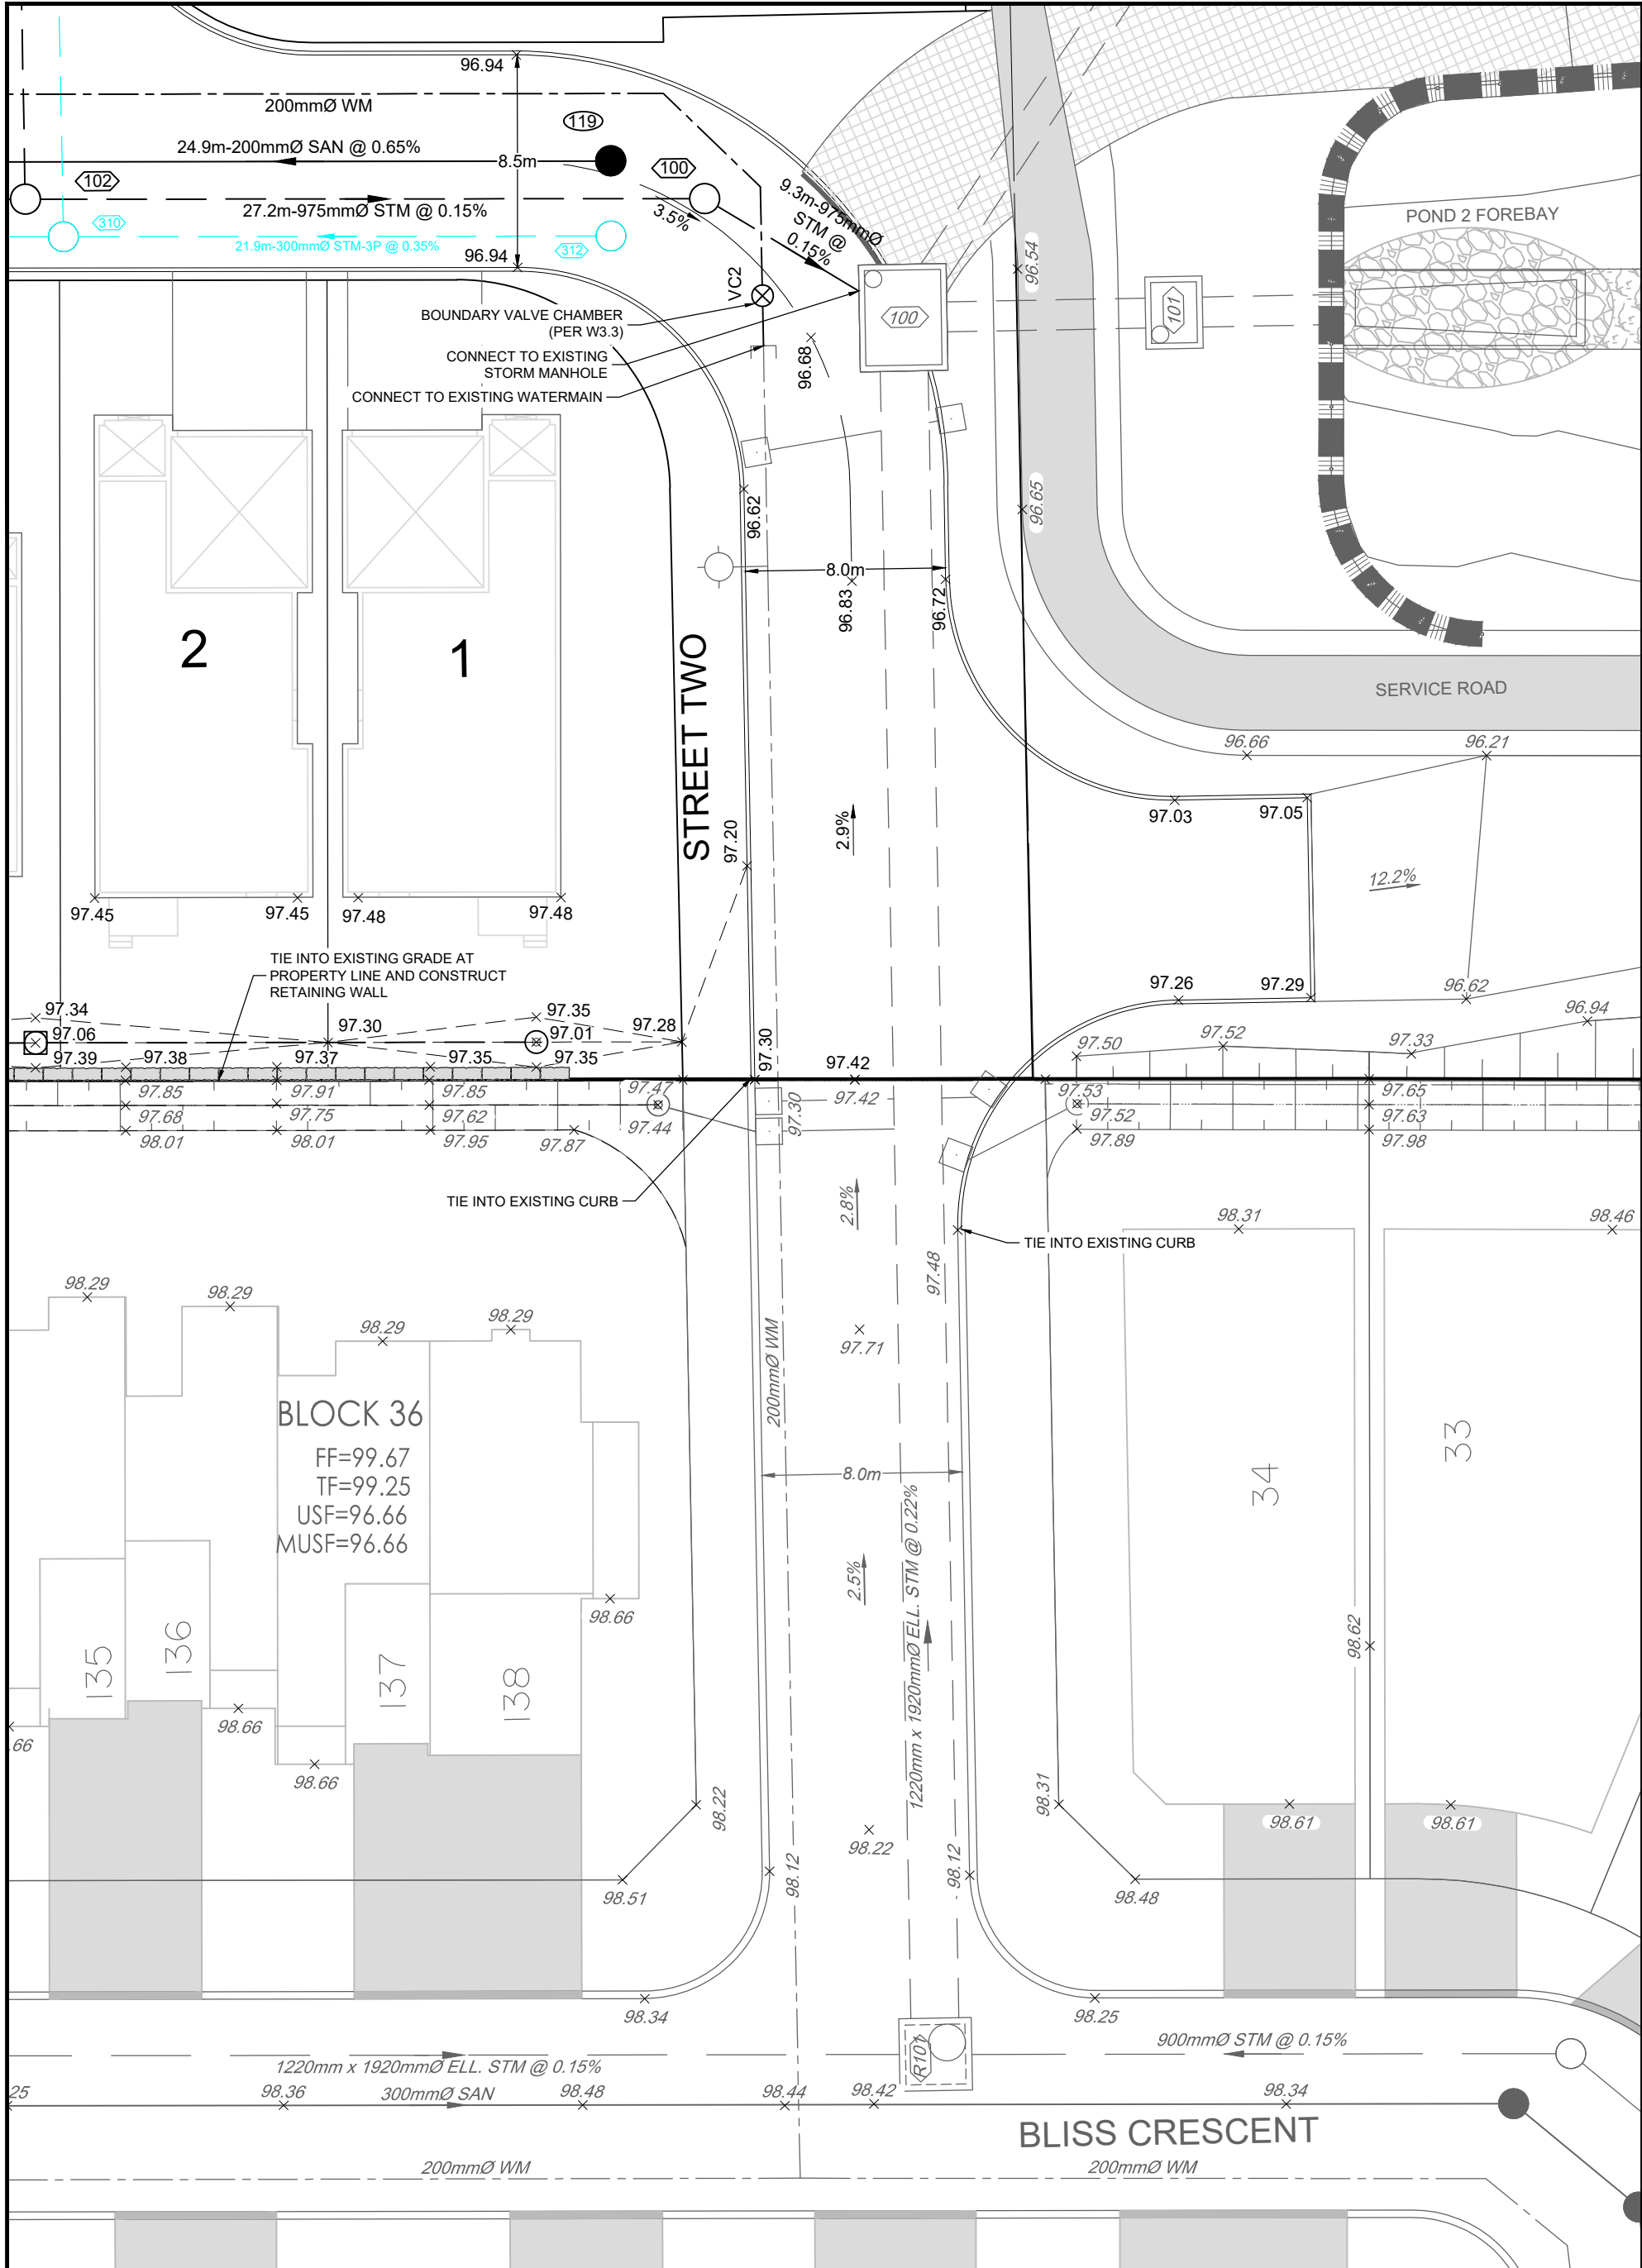 96.94
200mmØ WM
119
24.9m-200mmØ SAN @ 0.65%
8.5m
100
102
27.2m-975mmØ STM @ 0.15%
3.5%
9.3m-975mmØ
STM @
0.15%
310
21.9m-300mmØ STM-3P @ 0.35%
312
96.94
POND 2 FOREBAY
96.54
VC2
BOUNDARY VALVE CHAMBER
(PER W3.3)
100
101
CONNECT TO EXISTING
STORM MANHOLE
96.68
CONNECT TO EXISTING WATERMAIN
96.62
96.65
8.0m
96.83
96.72
2
1
STREET TWO
SERVICE ROAD
96.66
96.21
97.03
97.05
97.20
2.9%
12.2%
97.45
97.45
97.48
97.48
TIE INTO EXISTING GRADE AT
PROPERTY LINE AND CONSTRUCT
RETAINING WALL
97.26
97.29
96.62
96.94
97.34
97.06
97.30
97.35
97.01
97.28
97.39
97.38
97.37
97.35
97.35
97.30
97.42
97.50
97.52
97.33
97.85
97.91
97.85
97.47
97.30
97.42
97.53
97.65
97.68
97.75
97.62
97.44
97.52
97.63
98.01
98.01
97.95
97.87
97.89
97.98
TIE INTO EXISTING CURB
2.8%
98.31
98.46
TIE INTO EXISTING CURB
97.48
98.29
98.29
98.29
98.29
97.71
200mmØ WM
BLOCK 36
FF=99.67
TF=99.25
USF=96.66
MUSF=96.66
8.0m
34
33
1220mm x 1920mmØ ELL. STM @ 0.22%
2.5%
98.66
98.62
135
136
137
138
98.66
.66
98.66
98.22
98.31
98.61
98.61
98.22
98.12
98.12
98.51
98.48
98.34
98.25
R101
900mmØ STM @ 0.15%
1220mm x 1920mmØ ELL. STM @ 0.15%
25
98.36
300mmØ SAN
98.48
98.44
98.42
98.34
BLISS CRESCENT
200mmØ WM
200mmØ WM